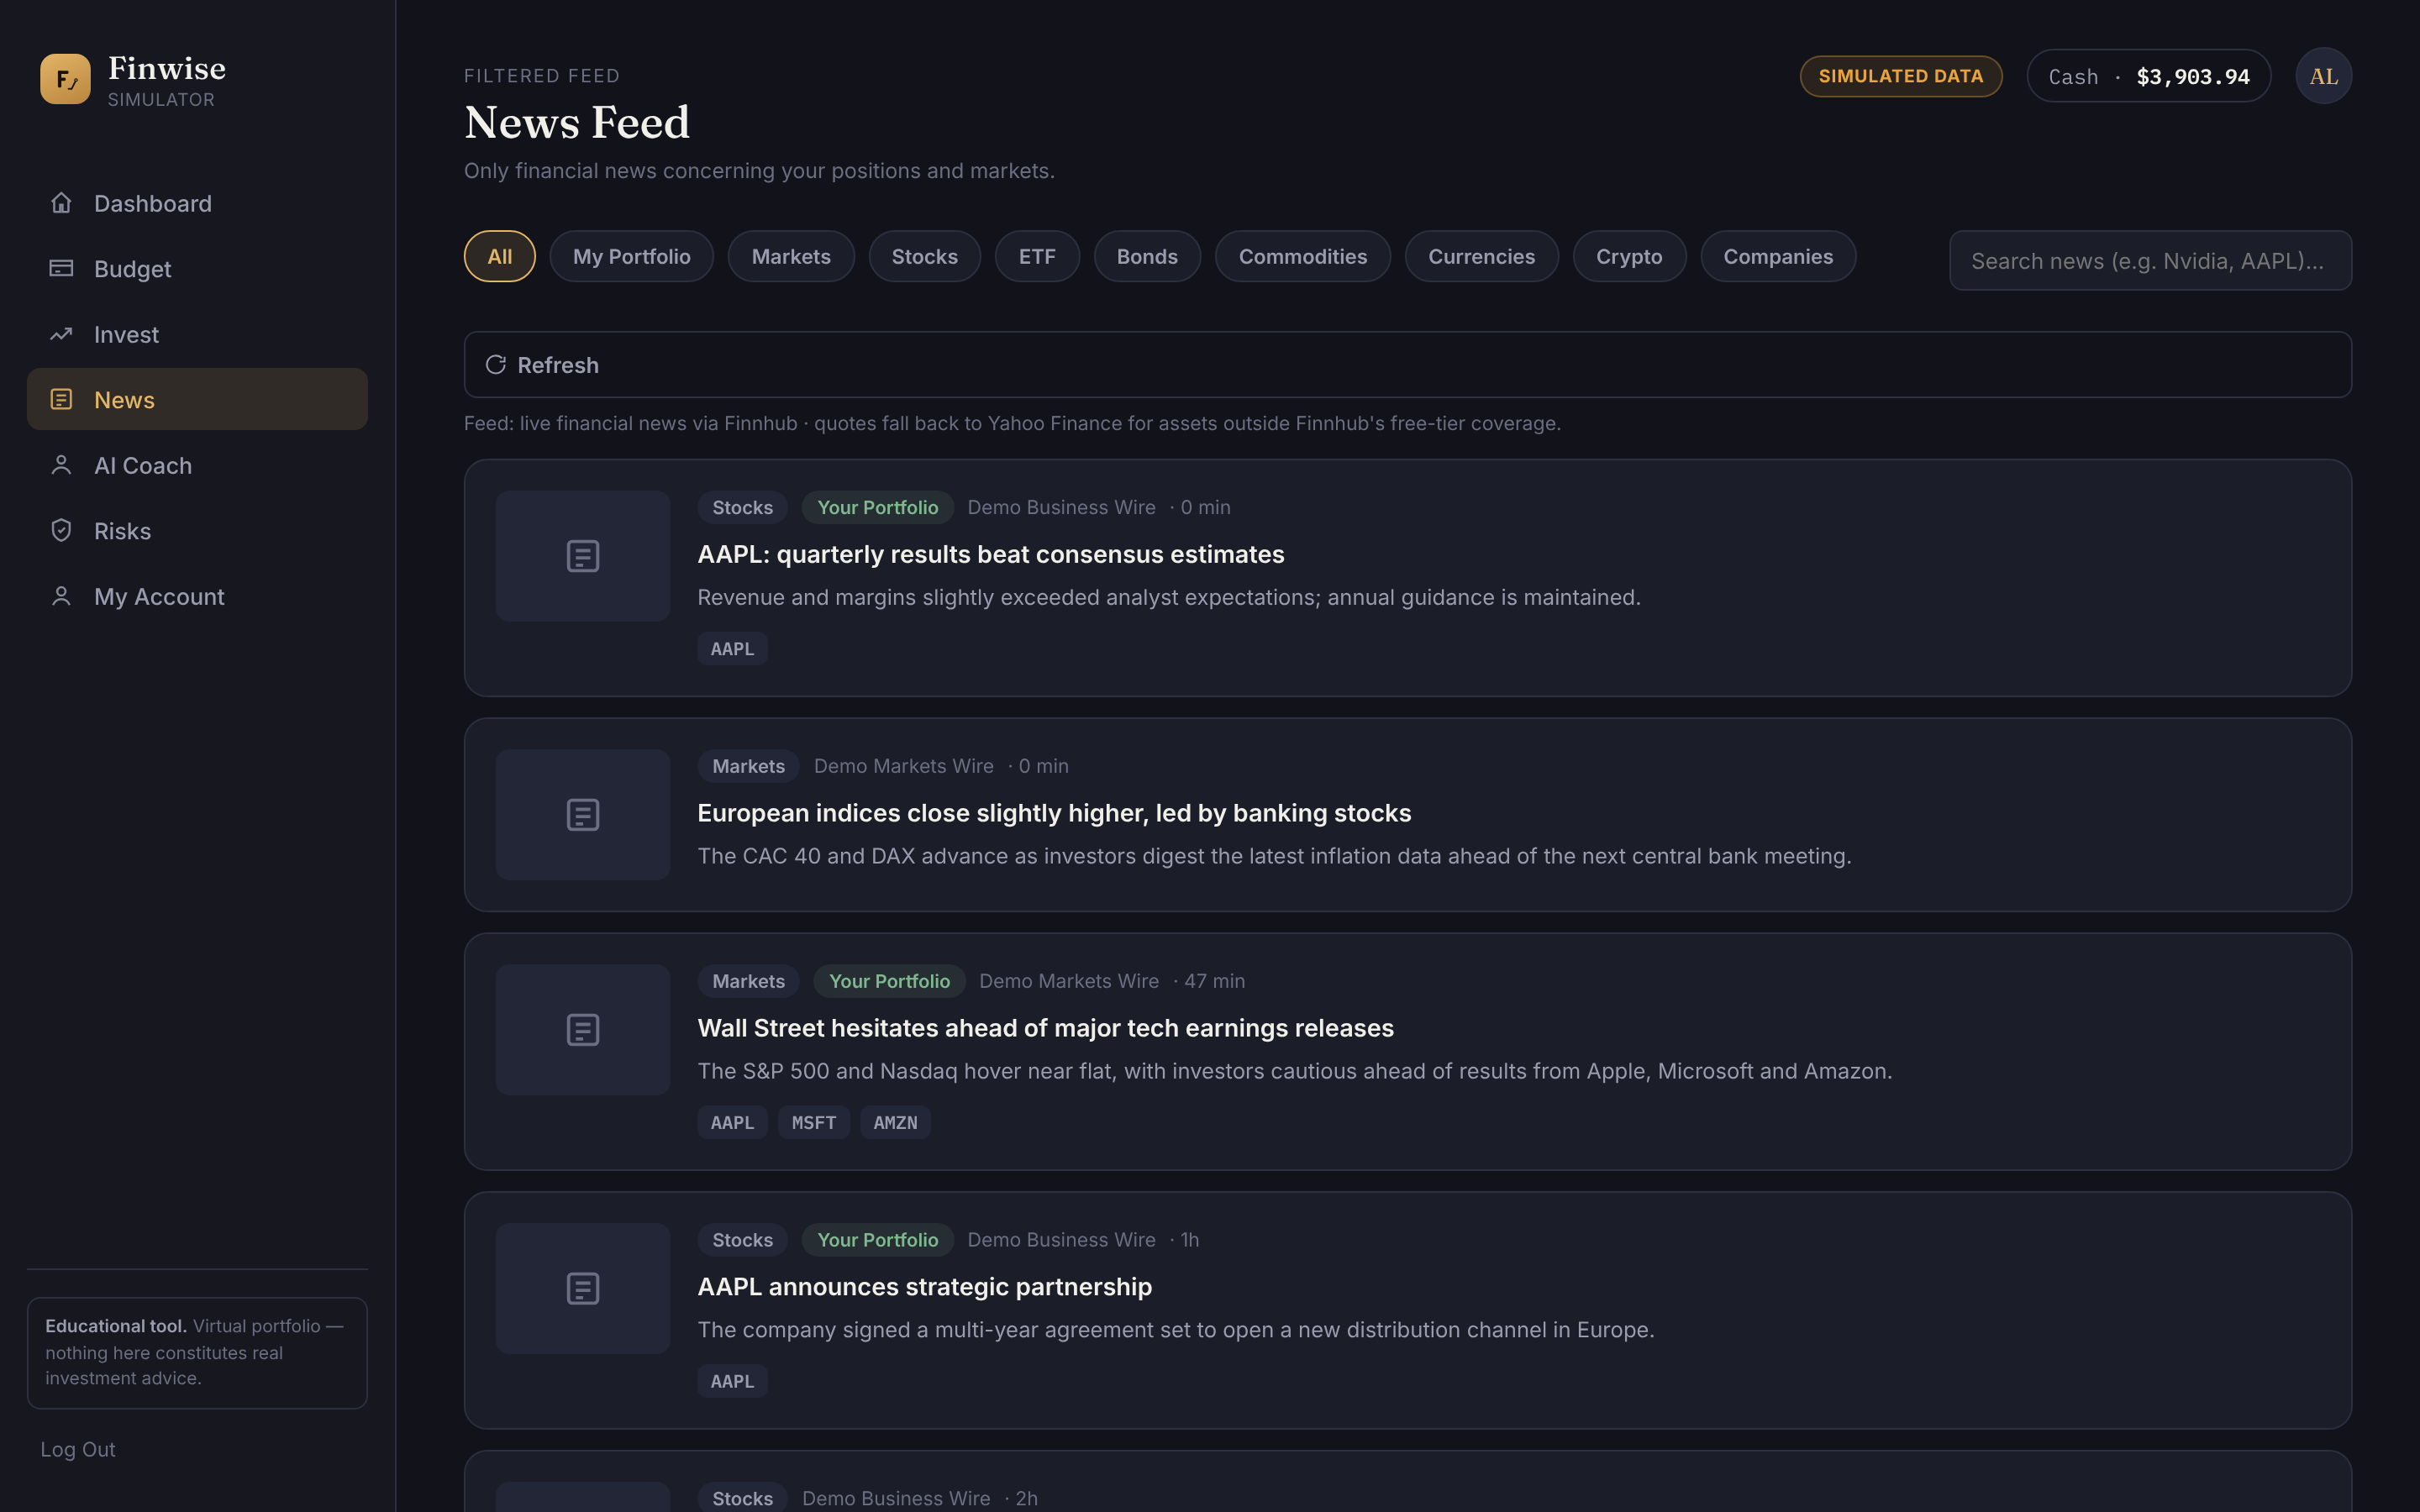 Finwise
SIMULATOR
Dashboard
Budget
Invest
News
AI Coach
Risks
My Account
Educational tool. Virtual portfolio —
nothing here constitutes real
investment advice.
Log Out
FILTERED FEED
News Feed
Only financial news concerning your positions and markets.
SIMULATED DATA
Cash · $3,903.94
AL
All
My Portfolio
Markets
Stocks
ETF
Bonds
Commodities
Currencies
Crypto
Companies
Search news (e.g. Nvidia, AAPL)...
Refresh
Feed: live financial news via Finnhub · quotes fall back to Yahoo Finance for assets outside Finnhub's free-tier coverage.
Stocks Your Portfolio Demo Business Wire · 0 min
AAPL: quarterly results beat consensus estimates
Revenue and margins slightly exceeded analyst expectations; annual guidance is maintained.
AAPL
Markets Demo Markets Wire · 0 min
European indices close slightly higher, led by banking stocks
The CAC 40 and DAX advance as investors digest the latest inflation data ahead of the next central bank meeting.
Markets Your Portfolio Demo Markets Wire · 47 min
Wall Street hesitates ahead of major tech earnings releases
The S&P 500 and Nasdaq hover near flat, with investors cautious ahead of results from Apple, Microsoft and Amazon.
AAPL MSFT AMZN
Stocks Your Portfolio Demo Business Wire · 1h
AAPL announces strategic partnership
The company signed a multi-year agreement set to open a new distribution channel in Europe.
AAPL
Stocks Demo Business Wire · 2h